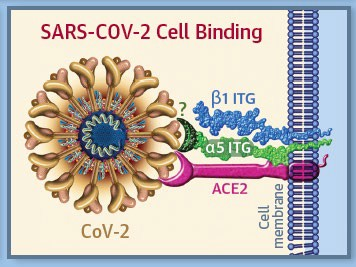 SARS-COV-2 Cell Binding
?
β1 ITG
α5 ITG
ACE2
CoV-2
Cell
membrane